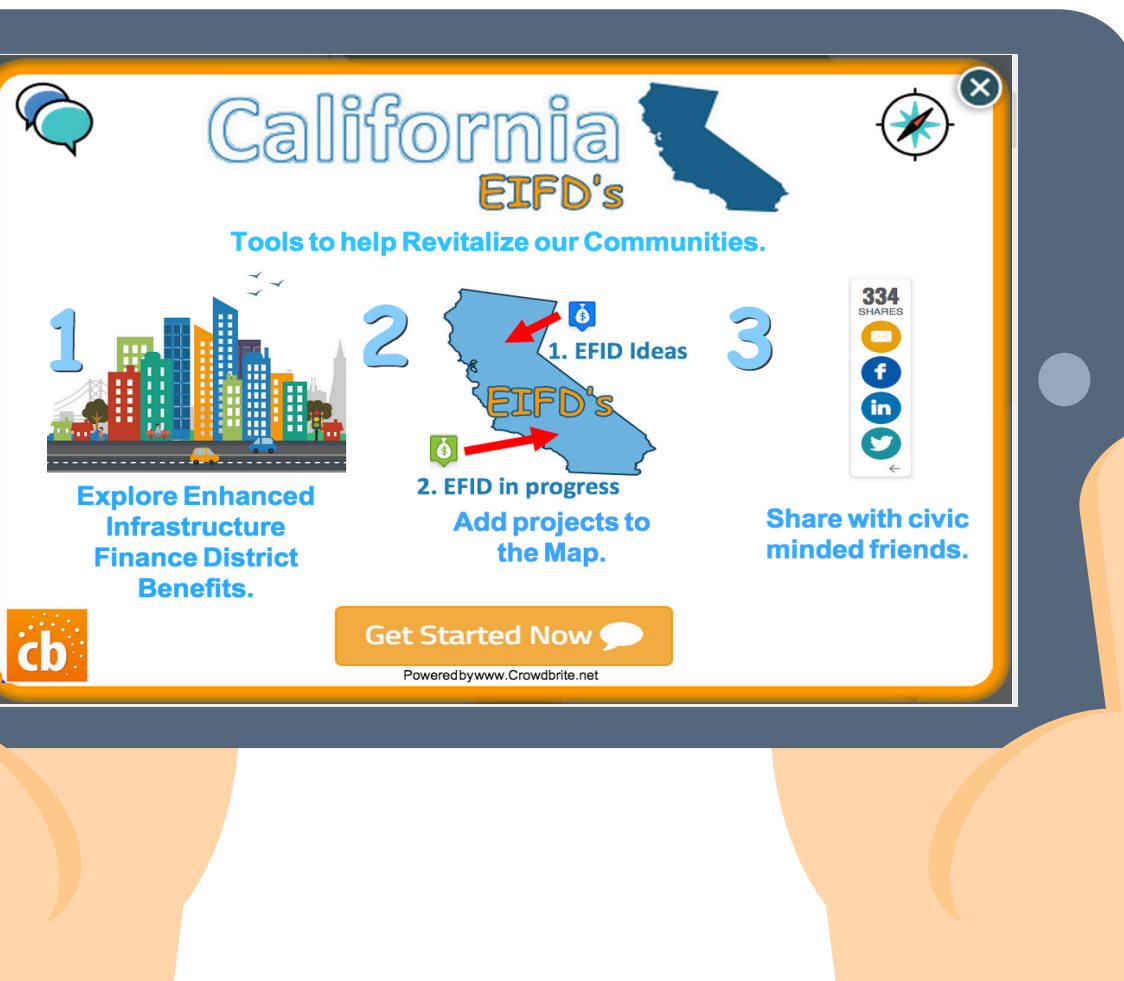 California
EIFD's
Tools to help Revitalize our Communities.
1
Explore Enhanced
Infrastructure
Finance District
Benefits.
2
1. EFID Ideas
EIFD's
2. EFID in progress
Add projects to
the Map.
3
334
SHARES
f
in
Share with civic
minded friends.
cb
Get Started Now
Powered by www.Crowdbrite.net